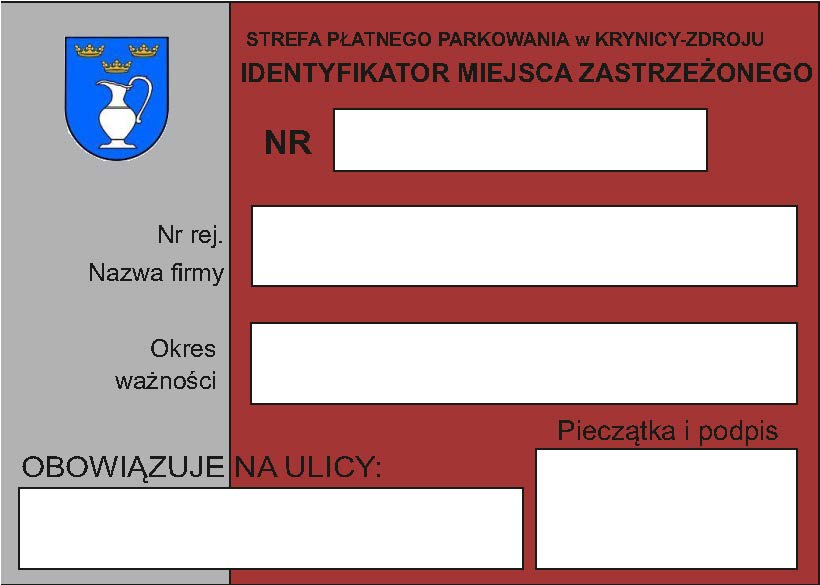 STREFA PŁATNEGO PARKOWANIA w KRYNICY-ZDROJU
IDENTYFIKATOR MIEJSCA ZASTRZEŻONEGO
NR
Nr rej.
Nazwa firmy
Okres
ważności
Pieczątka i podpis
OBOWIĄZUJE NA ULICY: